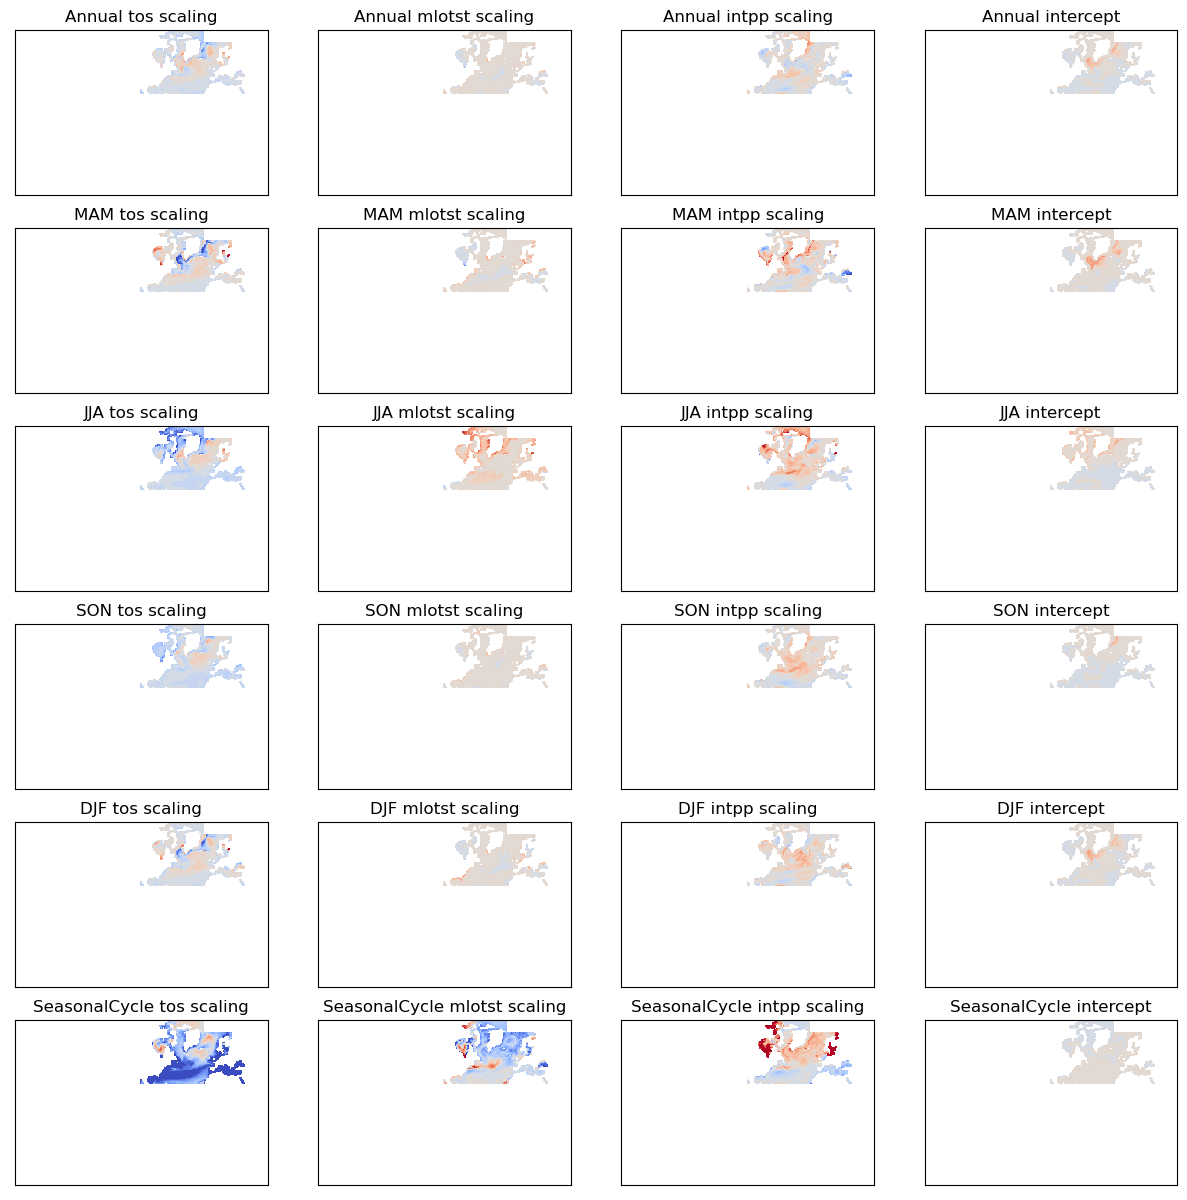 Annual tos scaling
Annual mlotst scaling
Annual intpp scaling
Annual intercept
MAM tos scaling
MAM mlotst scaling
MAM intpp scaling
MAM intercept
JJA tos scaling
JJA mlotst scaling
JJA intpp scaling
JJA intercept
SON tos scaling
SON mlotst scaling
SON intpp scaling
SON intercept
DJF tos scaling
DJF mlotst scaling
DJF intpp scaling
DJF intercept
SeasonalCycle tos scaling
SeasonalCycle mlotst scaling
SeasonalCycle intpp scaling
SeasonalCycle intercept